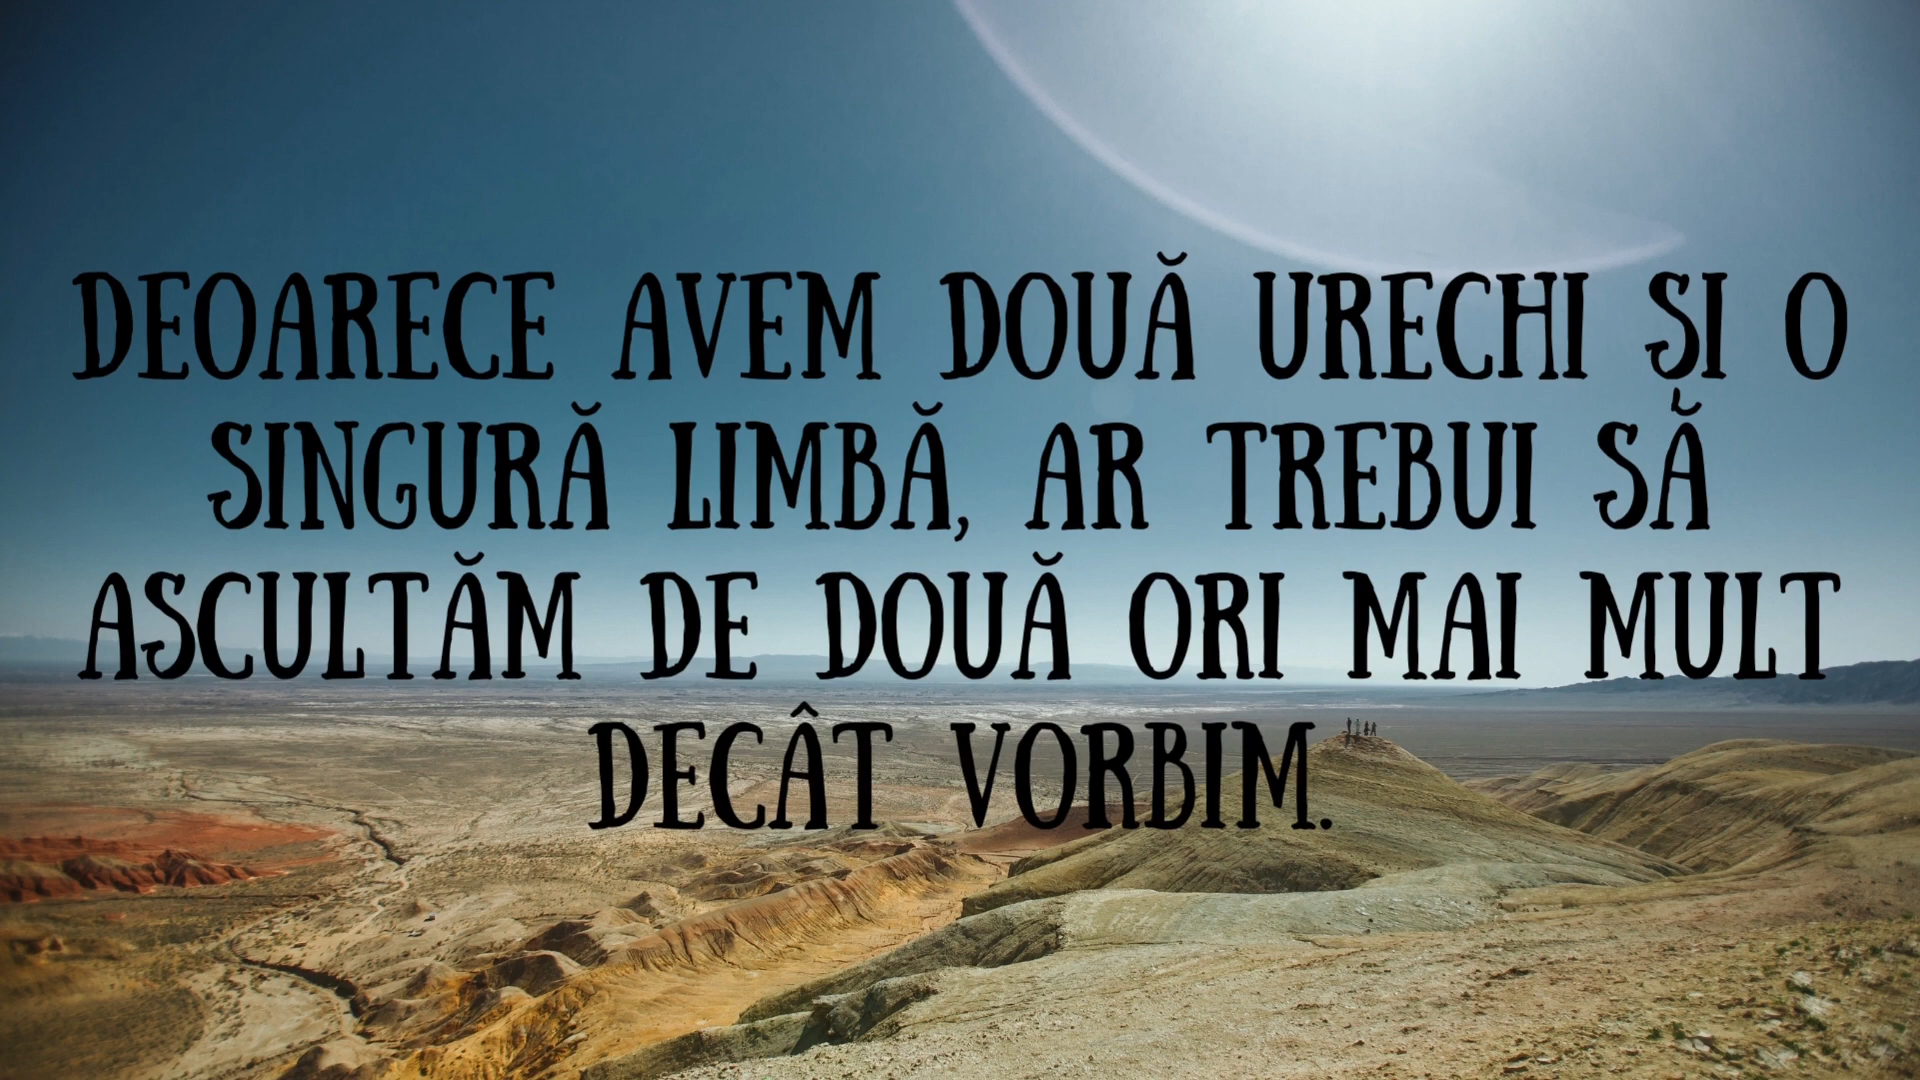 DEOARECE AVEM DOUĂ URECHI ȘI O
SINGURĂ LIMBĂ, AR TREBUI SĂ
ASCULTĂM DE DOUĂ ORI MAI MULT
DECÂT VORBIM.